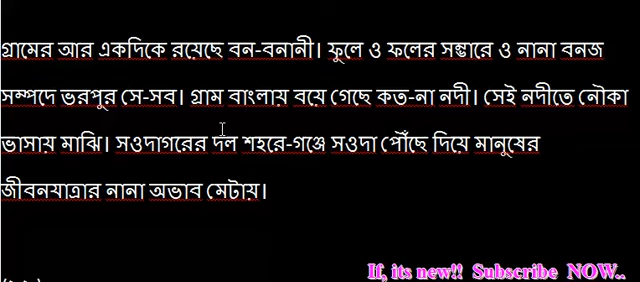 গ্রামের আর একদিকে রয়েছে বন-বনানী। ফুলে ও ফলের সম্ভারে ও নানা বনজ
সম্পদে ভরপুর সে-সব। গ্রাম বাংলায় বয়ে গেছে কত-না নদী। সেই নদীতে নৌকা
ভাসায় মাঝি। সওদাগরের দল শহরে-গঞ্জে সওদা পৌঁছে দিয়ে মানুষের
জীবনযাত্রার নানা অভাব মেটায়।
If, its new!! Subscribe NOW..